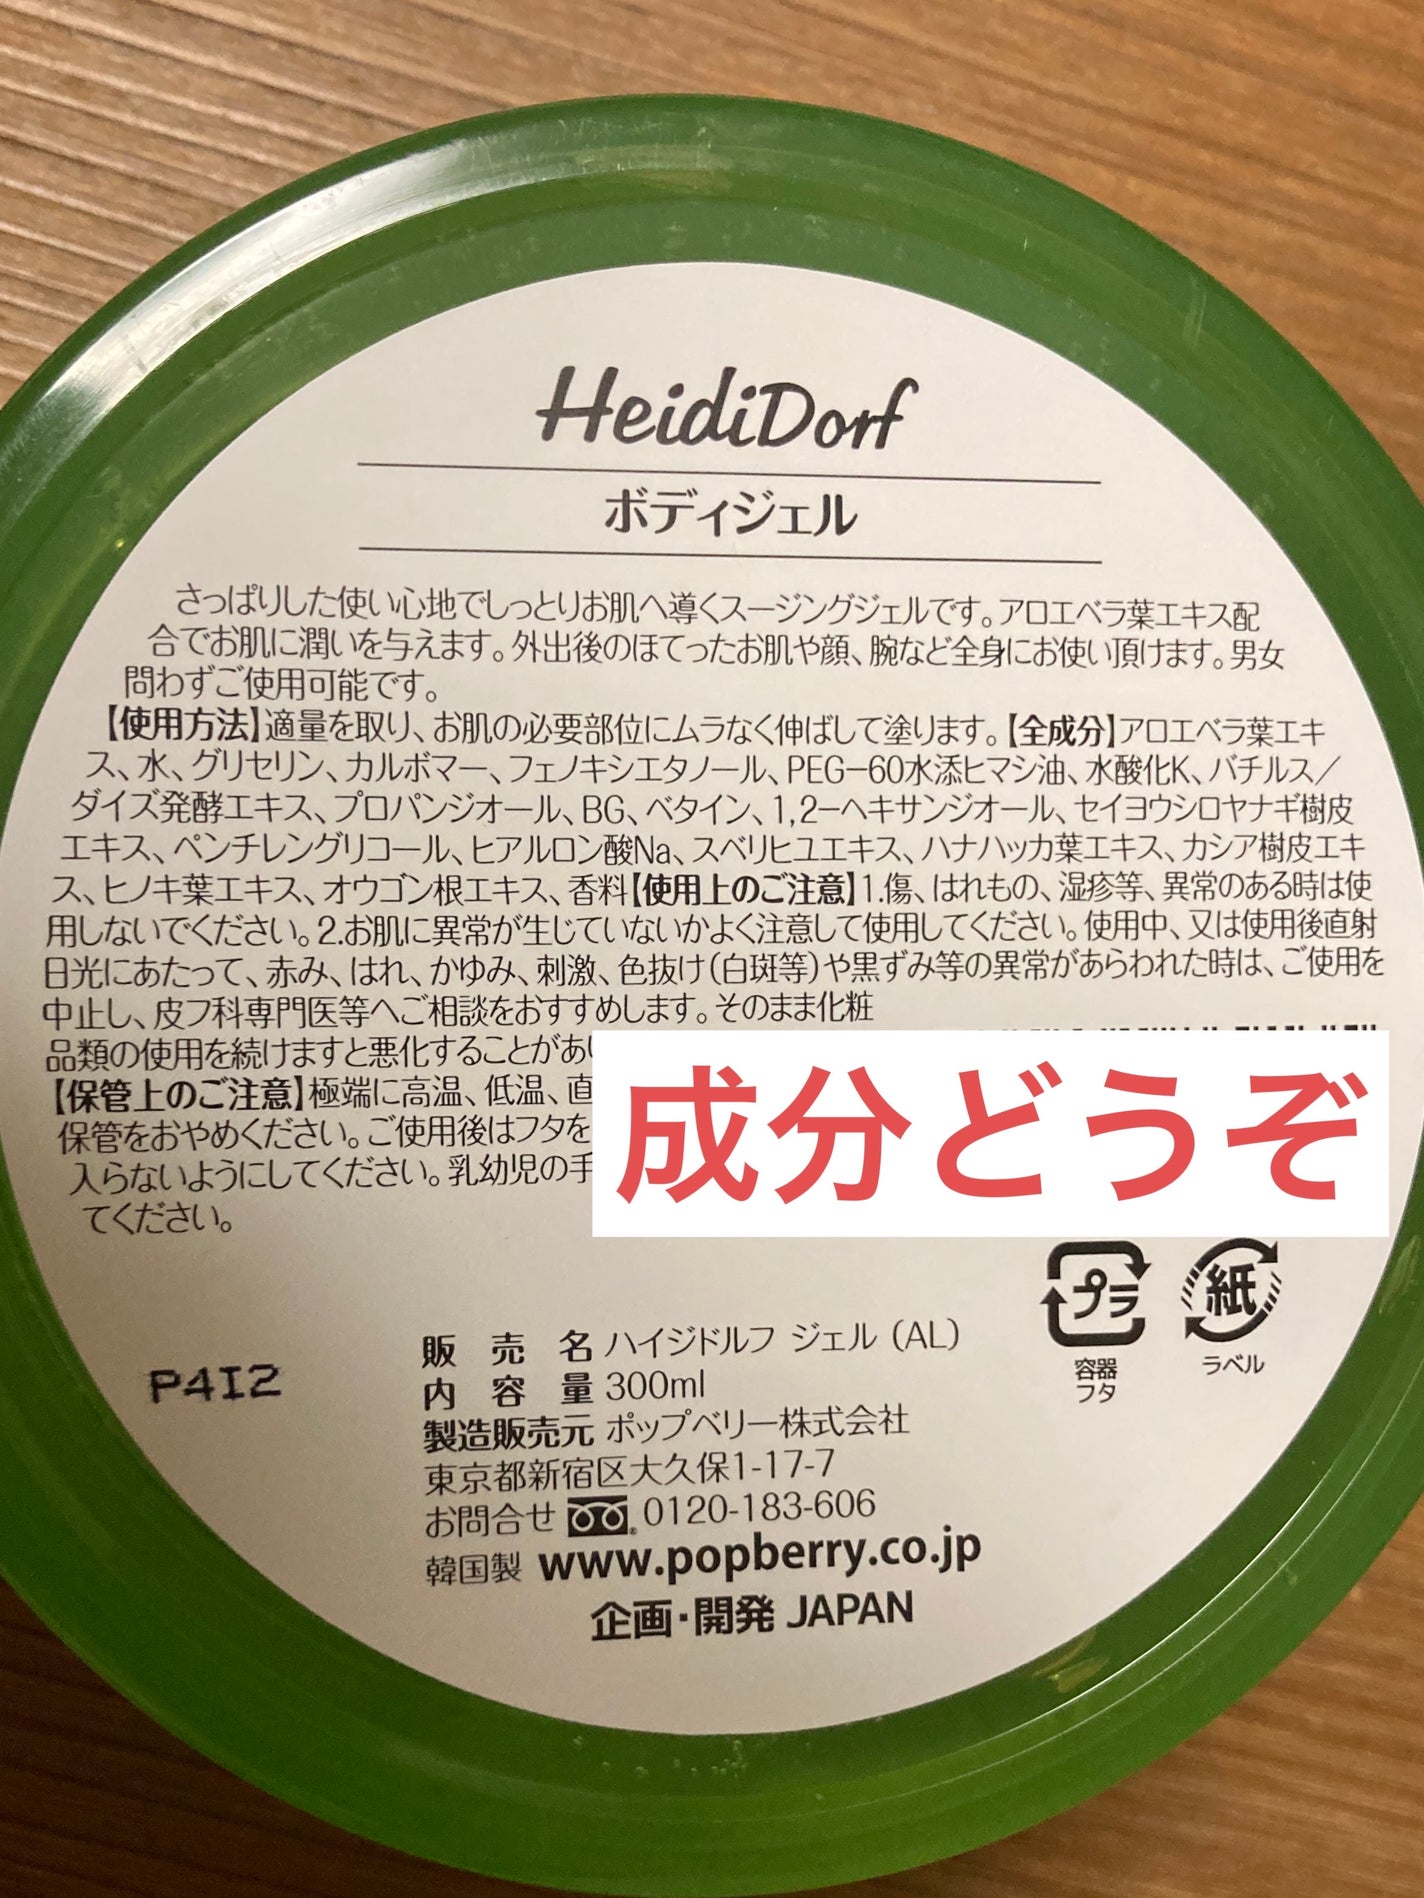 HeidiDorf
ボディジェル
さっぱりした使い心地でしっとりお肌へ導くスージングジェルです。アロエベラ葉エキス配
合でお肌に潤いを与えます。外出後のほてったお肌や顔、腕など全身にお使い頂けます。男女
問わずご使用可能です。
【使用方法】適量を取り、お肌の必要部位にムラなく伸ばして塗ります。【全成分】アロエベラ葉エキ
ス、水、グリセリン、カルボマー、フェノキシエタノール、PEG-60水添ヒマシ油、水酸化K、バチルス/
ダイズ発酵エキス、プロパンジオール、BG、ベタイン、1,2-ヘキサンジオール、セイヨウシロヤナギ樹皮
エキス、ペンチレングリコール、ヒアルロン酸Na、スベリヒユエキス、ハナハッカ葉エキス、カシア樹皮エキ
ス、ヒノキ葉エキス、オウゴン根エキス、香料【使用上のご注意】1.傷、はれもの、湿疹等、異常のある時は使
用しないでください。2.お肌に異常が生じていないかよく注意して使用してください。使用中、又は使用後直射
日光にあたって、赤み、はれ、かゆみ、刺激、色抜け(白斑等)や黒ずみ等の異常があらわれた時は、ご使用を
中止し、皮フ科専門医等へご相談をおすすめします。そのまま化粧
品類の使用を続けますと悪化することがあ
【保管上のご注意】極端に高温、低温、直
保管をおやめください。ご使用後はフタを
入らないようにしてください。乳幼児の手
てください。
成分どうぞ
プラ
容器
フタ
紙
ラベル
P4I2
販売名 ハイジドルフ ジェル (AL)
内容量 300ml
製造販売元 ポップベリー株式会社
東京都新宿区大久保1-17-7
お問合せ 0120-183-606
韓国製 www.popberry.co.jp
企画・開発 JAPAN